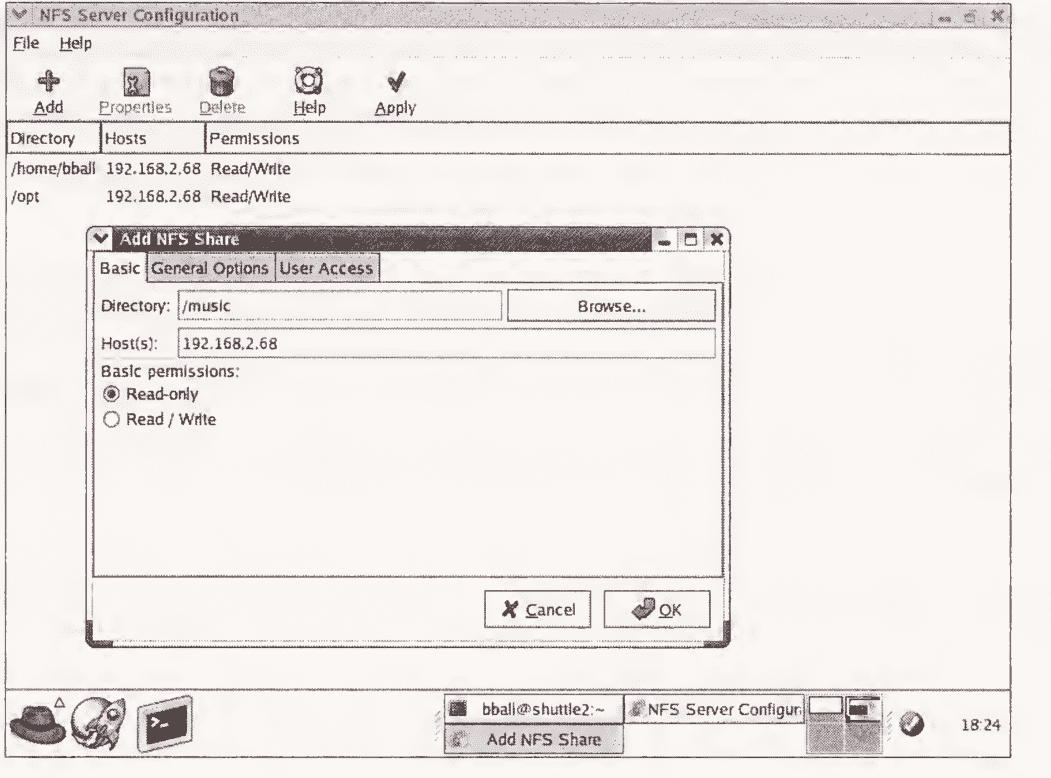 NFS Server Configuration
File Help
Add Properties Delete Help Apply
Directory Hosts Permissions
/home/bball 192.168.2.68 Read/Write
/opt 192.168.2.68 Read/Write
Add NFS Share
Basic General Options User Access
Directory: /music Browse...
Host(s): 192.168.2.68
Basic permissions:
Read-only
Read / Write
Cancel OK
bball@shuttle2:~ NFS Server Configur
Add NFS Share
18:24